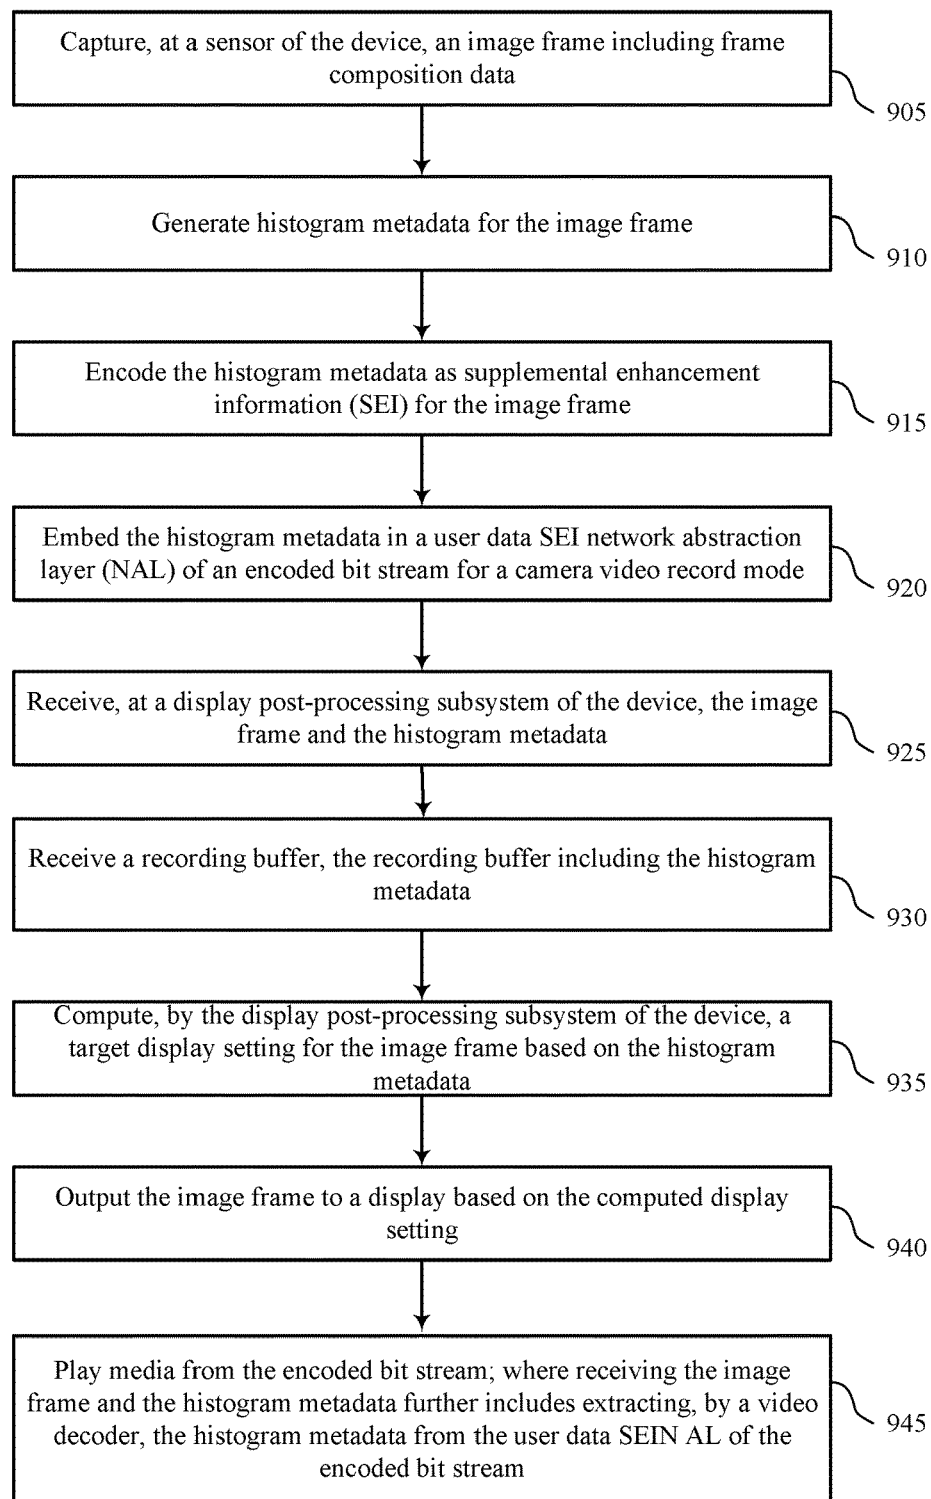 Capture, at a sensor of the device, an image frame including frame
composition data
905
Generate histogram metadata for the image frame
910
Encode the histogram metadata as supplemental enhancement
information (SEI) for the image frame
915
Embed the histogram metadata in a user data SEI network abstraction
layer (NAL) of an encoded bit stream for a camera video record mode
920
Receive, at a display post-processing subsystem of the device, the image
frame and the histogram metadata
925
Receive a recording buffer, the recording buffer including the histogram
metadata
930
Compute, by the display post-processing subsystem of the device, a
target display setting for the image frame based on the histogram
metadata
935
Output the image frame to a display based on the computed display
setting
940
Play media from the encoded bit stream; where receiving the image
frame and the histogram metadata further includes extracting, by a video
decoder, the histogram metadata from the user data SEIN AL of the
encoded bit stream
945